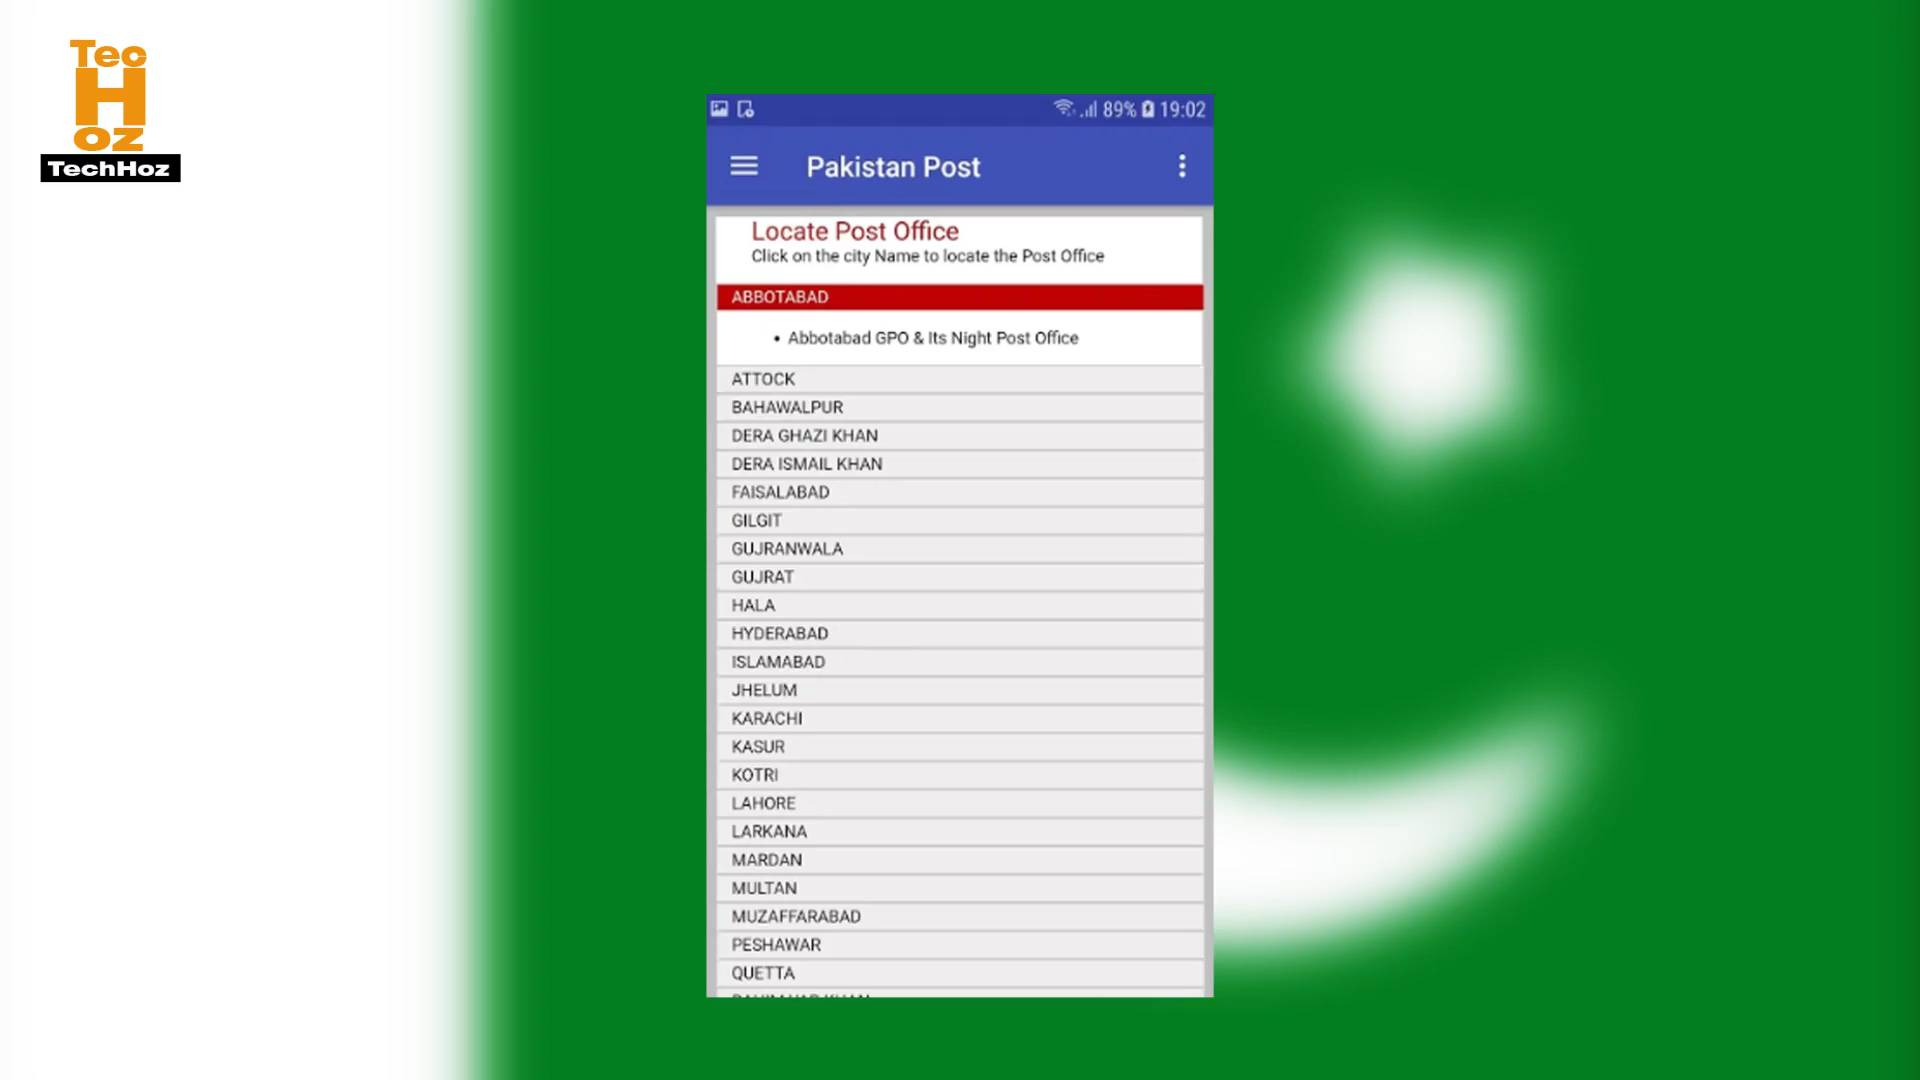 Tec
H
oz
TechHoz
89% 19:02
Pakistan Post
Locate Post Office
Click on the city Name to locate the Post Office
ABBOTABAD
• Abbotabad GPO & Its Night Post Office
ATTOCK
BAHAWALPUR
DERA GHAZI KHAN
DERA ISMAIL KHAN
FAISALABAD
GILGIT
GUJRANWALA
GUJRAT
HALA
HYDERABAD
ISLAMABAD
JHELUM
KARACHI
KASUR
KOTRI
LAHORE
LARKANA
MARDAN
MULTAN
MUZAFFARABAD
PESHAWAR
QUETTA